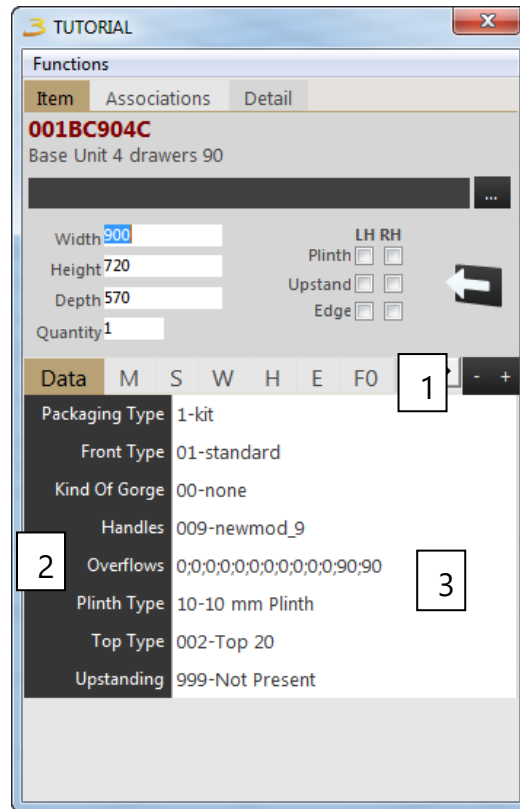 TUTORIAL
Functions
Item Associations Detail
001BC904C
Base Unit 4 drawers 90
...
Width 900
Height 720
Depth 570
Quantity 1
LH RH
Plinth
Upstand
Edge
Data M S W H E F0 - +
1
Packaging Type 1-kit
Front Type 01-standard
Kind Of Gorge 00-none
Handles 009-newmod_9
2
Overflows 0;0;0;0;0;0;0;0;0;0;0;90;90
3
Plinth Type 10-10 mm Plinth
Top Type 002-Top 20
Upstanding 999-Not Present